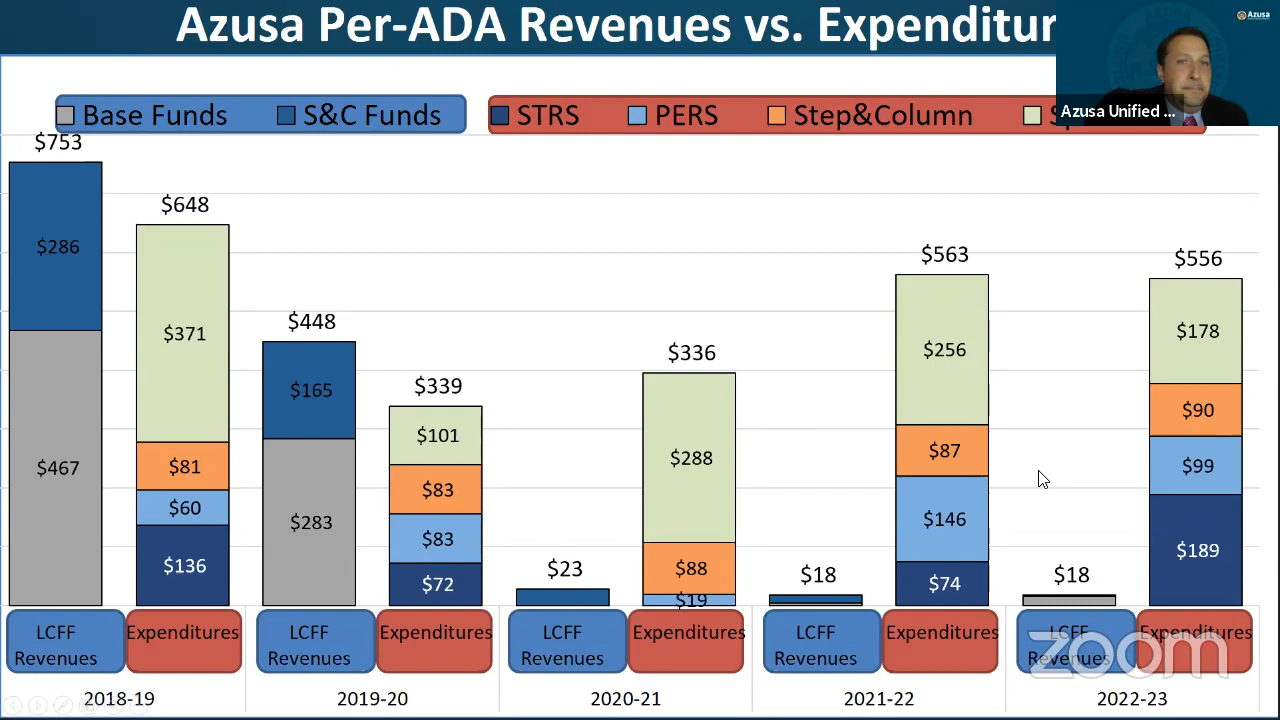 Azusa Per-ADA Revenues vs. Expenditur
Azusa
Azusa Unified ...
Base Funds S&C Funds STRS PERS Step&Column
$753
$648
$563
$556
$448
$339
$336
$23
$18
$18
$286
$467
$371
$81
$60
$136
$165
$283
$101
$83
$83
$72
$288
$88
$19
$256
$87
$146
$74
$178
$90
$99
$189
LCFF Revenues
Expenditures
LCFF Revenues
Expenditures
LCFF Revenues
Expenditures
LCFF Revenues
Expenditures
LCFF Revenues
Expenditures
zoom
2018-19 2019-20 2020-21 2021-22 2022-23